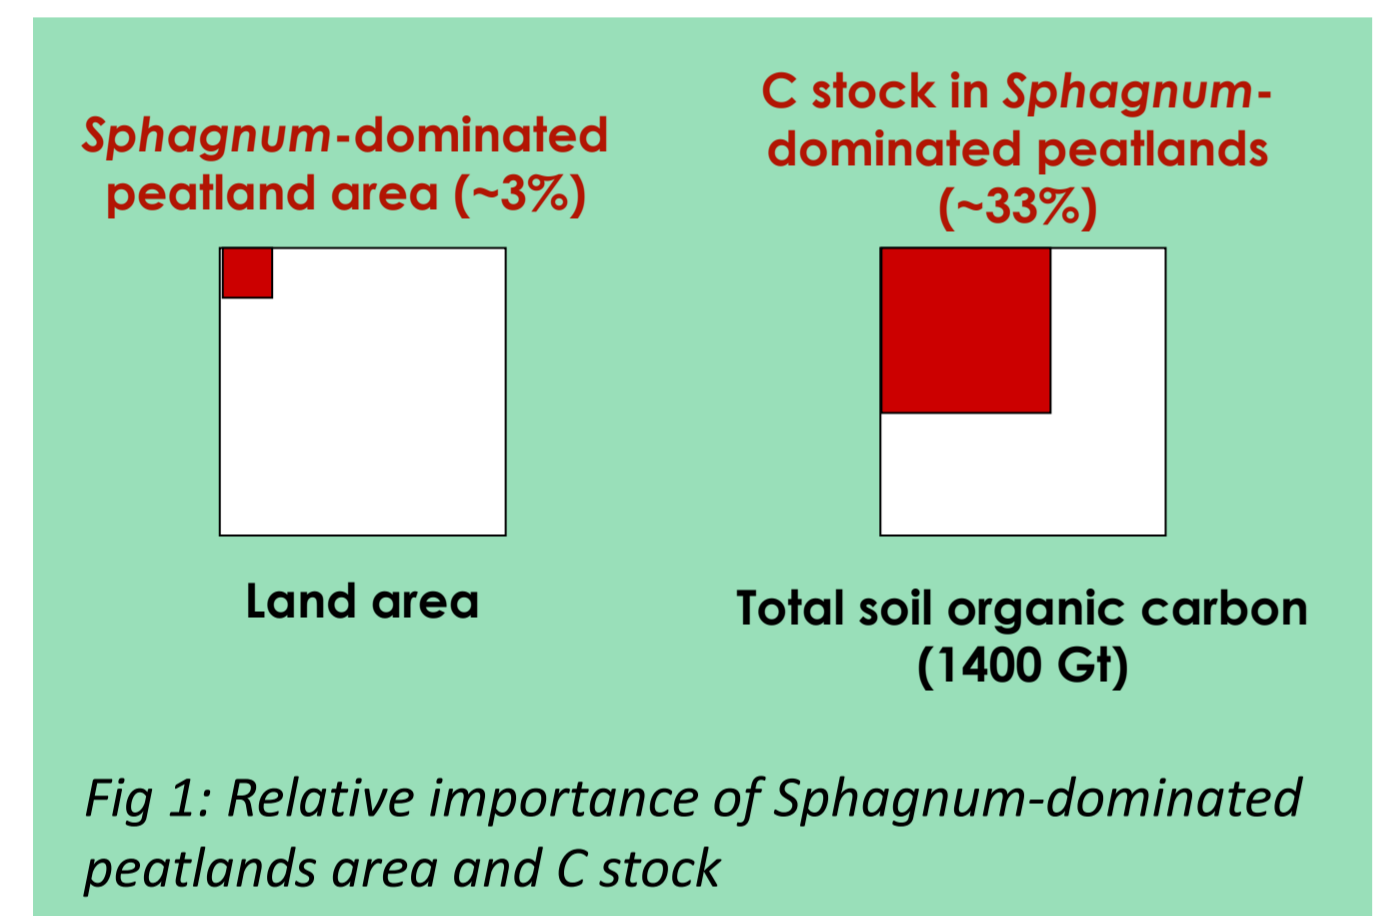 Sphagnum-dominated
peatland area (~3%)
C stock in Sphagnum-
dominated peatlands
(~33%)
Land area
Total soil organic carbon
(1400 Gt)
Fig 1: Relative importance of Sphagnum-dominated
peatlands area and C stock